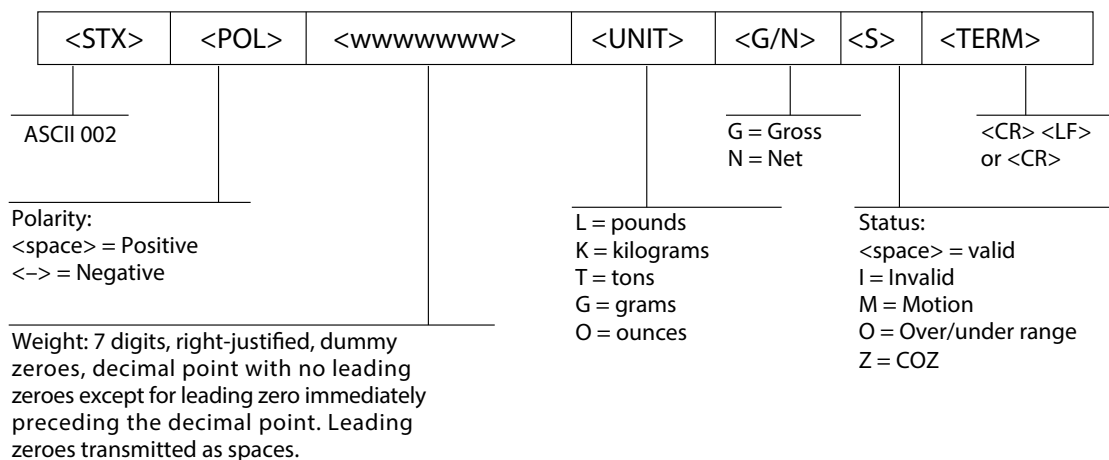 <STX> <POL> <wwwwwww> <UNIT> <G/N> <S> <TERM>
ASCII 002
G = Gross
N = Net
<CR> <LF>
or <CR>
Polarity:
<space> = Positive
<–> = Negative
L = pounds
K = kilograms
T = tons
G = grams
O = ounces
Status:
<space> = valid
I = Invalid
M = Motion
O = Over/under range
Z = COZ
Weight: 7 digits, right-justified, dummy
zeroes, decimal point with no leading
zeroes except for leading zero immediately
preceding the decimal point. Leading
zeroes transmitted as spaces.